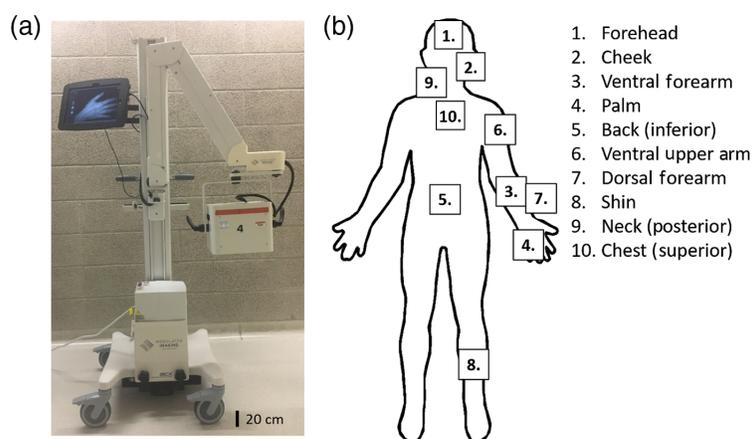 (a)
4
MODULATED
IMAGING
20 cm
(b)
1.
2.
9.
10.
6.
3.
7.
5.
4.
8.
1. Forehead
2. Cheek
3. Ventral forearm
4. Palm
5. Back (inferior)
6. Ventral upper arm
7. Dorsal forearm
8. Shin
9. Neck (posterior)
10. Chest (superior)